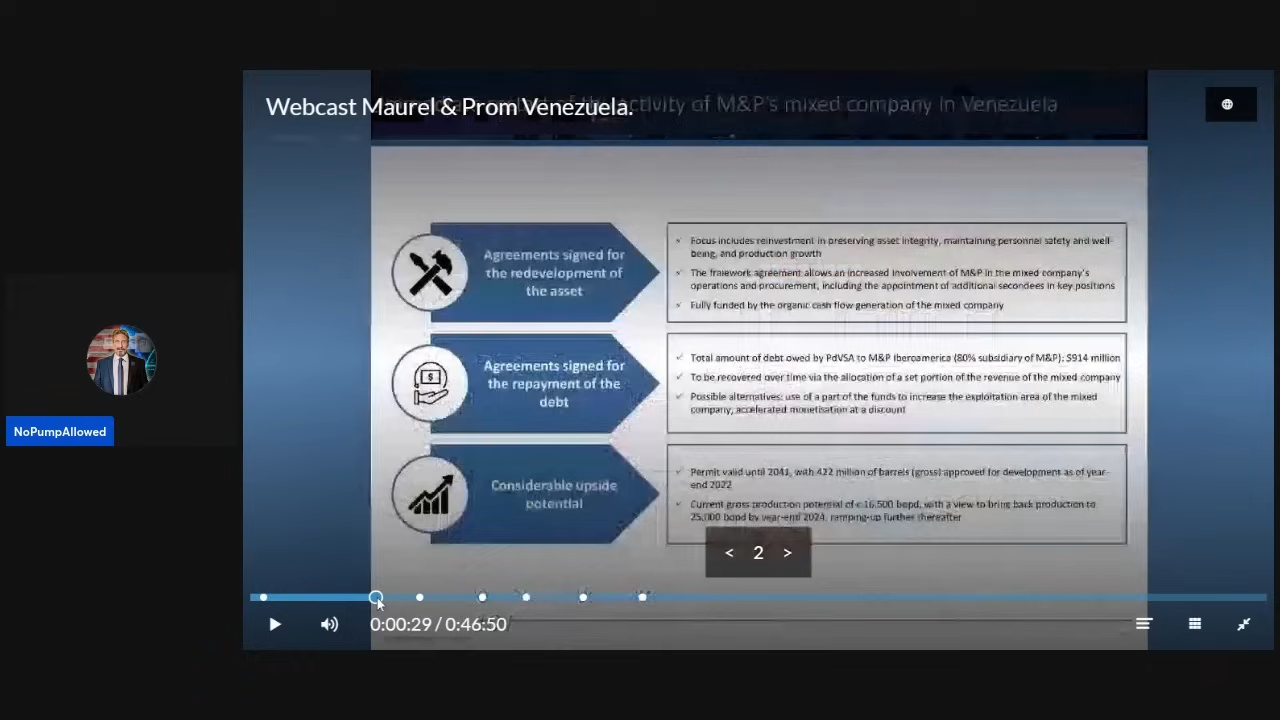 Webcast Maurel & Prom Venezuela.
activity of M&P's mixed company in Venezuela
Agreements signed for
the redevelopment of
the asset
Focus includes reinvestment in preserving asset integrity, maintaining personnel safety and well-
being, and production growth
The framework agreement allows an increased involvement of M&P in the mixed company's
operations and procurement, including the appointment of additional secondees in key positions
Fully funded by the organic cash flow generation of the mixed company
Agreements signed for
the repayment of the
debt
Total amount of debt owed by PdVSA to M&P Iberoamerica (80% subsidiary of M&P): $914 million
To be recovered over time via the allocation of a set portion of the revenue of the mixed company
Possible alternatives: use of a part of the funds to increase the exploitation area of the mixed
company, accelerated monetisation at a discount
Considerable upside
potential
Permit valid until 2041, with 422 million of barrels (gross) approved for development as of year-
end 2022
Current gross production potential of c.16,500 bopd, with a view to bring back production to
25,000 bopd by year-end 2024, ramping-up further thereafter
NoPumpAllowed
< 2 >
0:00:29 / 0:46:50